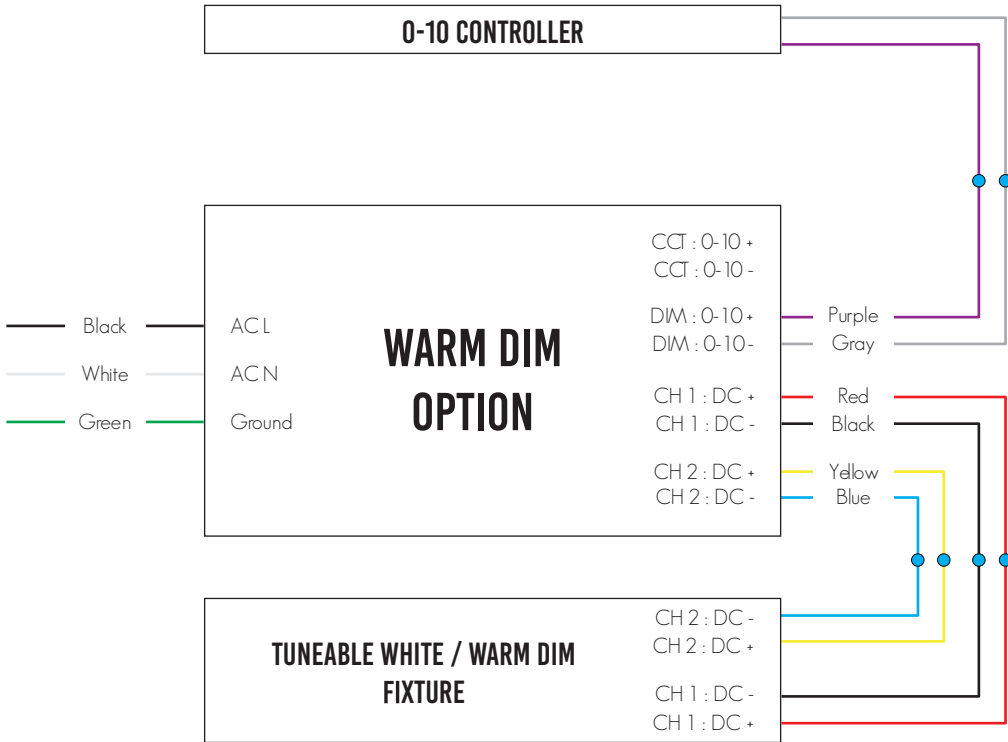 0-10 CONTROLLER
CCT : 0-10 +
CCT : 0-10 -
DIM : 0-10 +
DIM : 0-10 -
Purple
Gray
Black
White
Green
AC L
AC N
Ground
WARM DIM
OPTION
CH 1 : DC +
CH 1 : DC -
Red
Black
CH 2 : DC +
CH 2 : DC -
Yellow
Blue
TUNEABLE WHITE / WARM DIM
FIXTURE
CH 2 : DC -
CH 2 : DC +
CH 1 : DC -
CH 1 : DC +